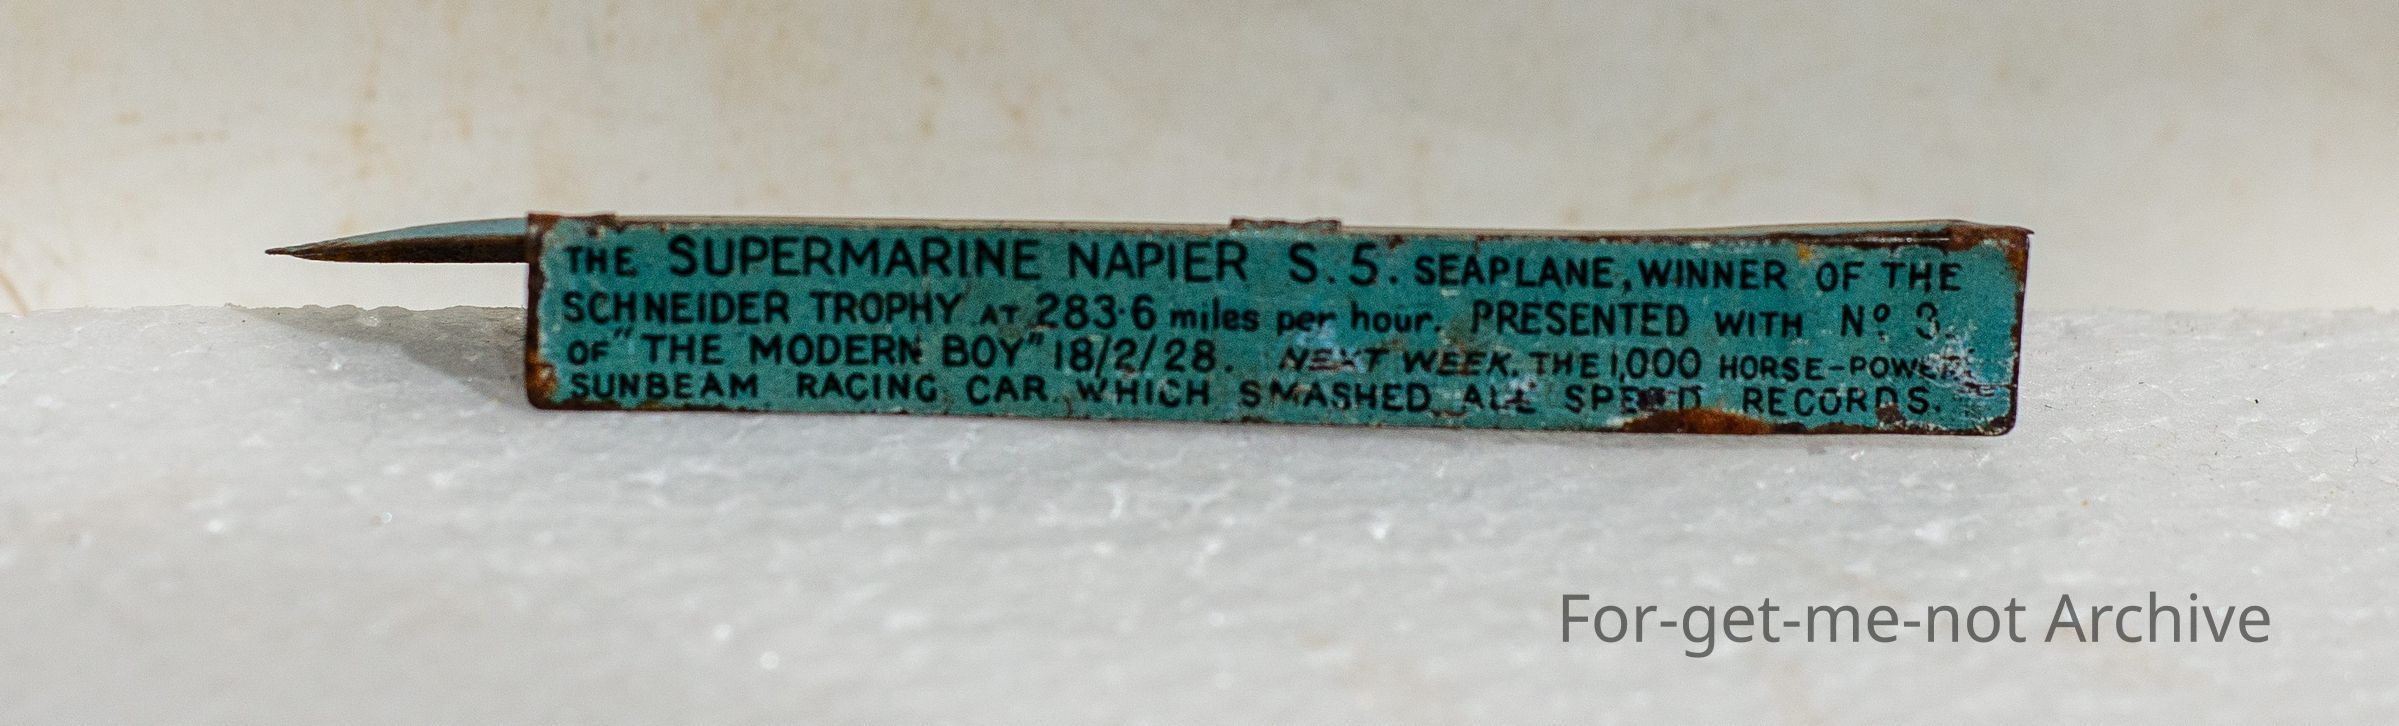 THE SUPERMARINE NAPIER S.5. SEAPLANE, WINNER OF THE
SCHNEIDER TROPHY AT 283·6 miles per hour. PRESENTED WITH Nº 3.
OF "THE MODERN BOY" 18/2/28. NEXT WEEK. THE 1,000 HORSE-POWER
SUNBEAM RACING CAR WHICH SMASHED ALL SPEED RECORDS.
For-get-me-not Archive